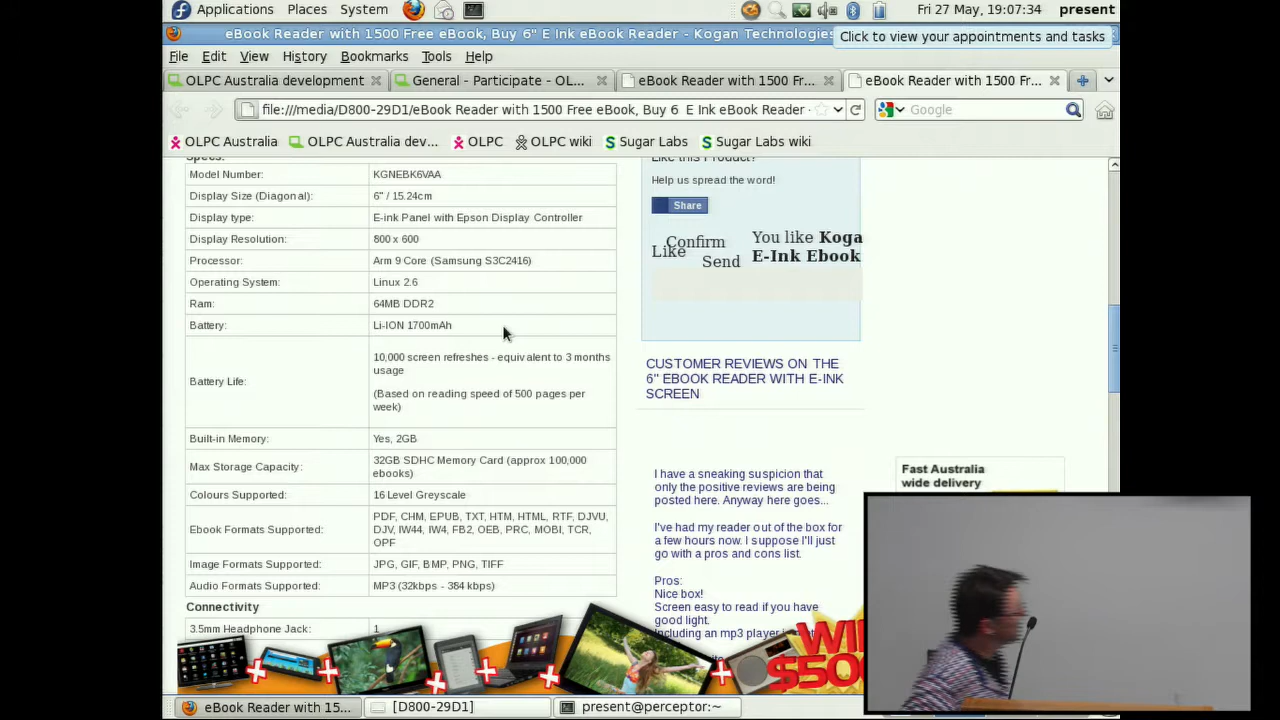 Applications Places System Fri 27 May, 19:07:34 present
eBook Reader with 1500 Free eBook, Buy 6" E Ink eBook Reader - Kogan Technologies
Click to view your appointments and tasks
File Edit View History Bookmarks Tools Help
OLPC Australia development
General - Participate - OL...
eBook Reader with 1500 Fr...
eBook Reader with 1500 Fr...
file:///media/D800-29D1/eBook Reader with 1500 Free eBook, Buy 6 E Ink eBook Reader -
Google
OLPC Australia OLPC Australia dev... OLPC OLPC wiki Sugar Labs Sugar Labs wiki
Specs:
Model Number: KGNEBK6VAA
Display Size (Diagonal): 6" / 15.24cm
Display type: E-ink Panel with Epson Display Controller
Display Resolution: 800 x 600
Processor: Arm 9 Core (Samsung S3C2416)
Operating System: Linux 2.6
Ram: 64MB DDR2
Battery: Li-ION 1700mAh
Battery Life: 10,000 screen refreshes - equivalent to 3 months
usage
(Based on reading speed of 500 pages per
week)
Built-in Memory: Yes, 2GB
Max Storage Capacity: 32GB SDHC Memory Card (approx 100,000
ebooks)
Colours Supported: 16 Level Greyscale
Ebook Formats Supported: PDF, CHM, EPUB, TXT, HTM, HTML, RTF, DJVU,
DJV, IW44, IW4, FB2, OEB, PRC, MOBI, TCR,
OPF
Image Formats Supported: JPG, GIF, BMP, PNG, TIFF
Audio Formats Supported: MP3 (32kbps - 384 kbps)
Connectivity
3.5mm Headphone Jack: 1
Like this Product?
Help us spread the word!
Share
Like Confirm
Send
You like Koga
E-Ink Ebook
CUSTOMER REVIEWS ON THE
6" EBOOK READER WITH E-INK
SCREEN
I have a sneaking suspicion that
only the positive reviews are being
posted here. Anyway here goes...
I've had my reader out of the box for
a few hours now. I suppose I'll just
go with a pros and cons list.
Pros:
Nice box!
Screen easy to read if you have
good light.
Including an mp3 player is
Fast Australia
wide delivery
WIN
$500
eBook Reader with 15... [D800-29D1] present@perceptor:~